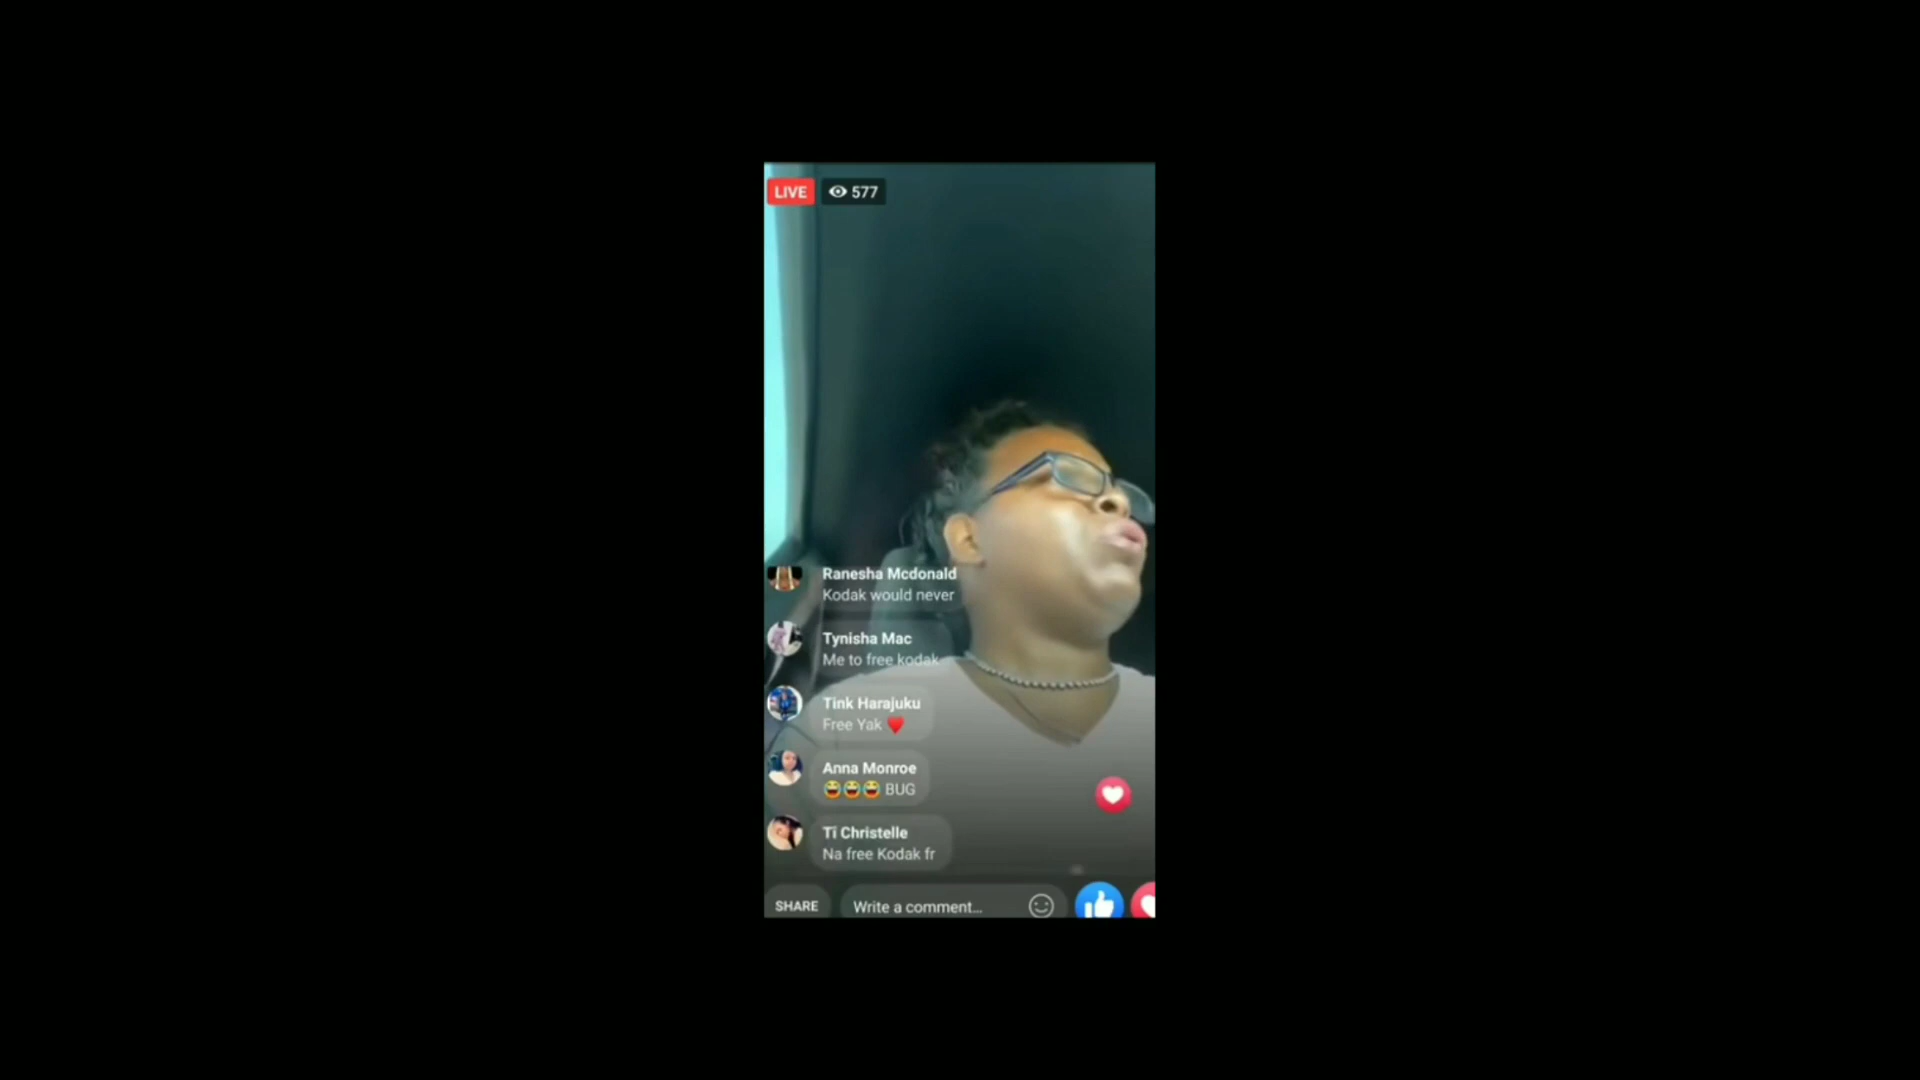 LIVE 577
Ranesha Mcdonald
Kodak would never
Tynisha Mac
Me to free kodak
Tink Harajuku
Free Yak ❤️
Anna Monroe
😂😂😂 BUG
Ti Christelle
Na free Kodak fr
SHARE Write a comment...